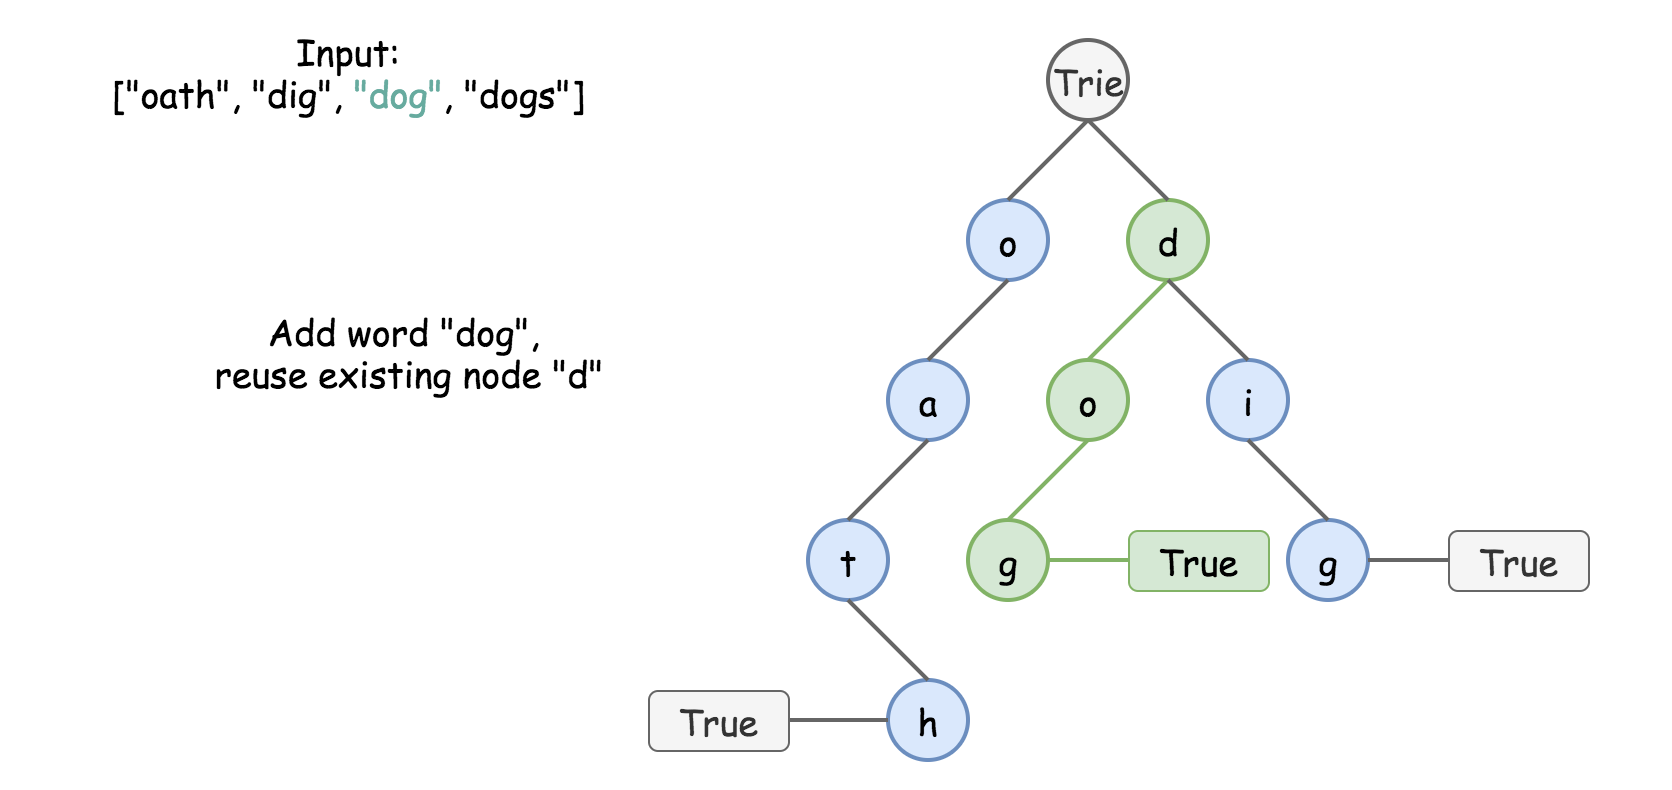 Input:
["oath", "dig", "dog", "dogs"]
Trie
o
d
Add word "dog",
reuse existing node "d"
a
o
i
t
g
True
g
True
True
h